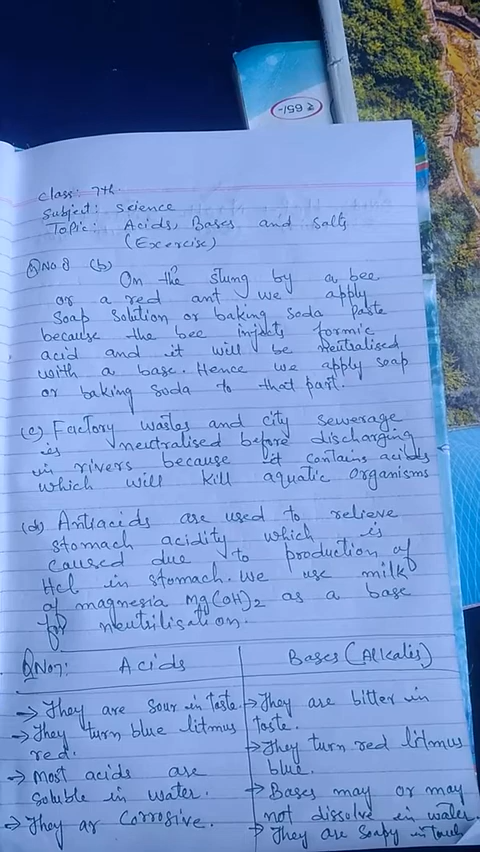 ₹ 65/-
Class: 7th.
Subject: Science
Topic: Acids, Bases and Salts
(Exercise)
QNo 8 (b)
On the stung by a bee
or a red ant we apply
soap solution or baking soda paste
because the bee injects formic
acid and it will be neutralised
with a base. Hence we apply soap
or baking soda to that part.
(c) Factory wastes and city sewerage
is neutralised before discharging
in rivers because it contains acids
which will kill aquatic organisms
(d) Antiacids are used to relieve
stomach acidity which is
caused due to production of
Hcl in stomach. We use milk
of magnesia Mg(OH)2 as a base
for neutrilisation.
QNo7: Acids
Bases (Alkalis)
→ They are sour in taste.
→ They turn blue litmus
red.
→ Most acids are
soluble in water.
→ They ar corrosive.
→ They are bitter in
taste.
→ They turn red litmus
blue.
→ Bases may or may
not dissolve in water.
→ They are soapy in